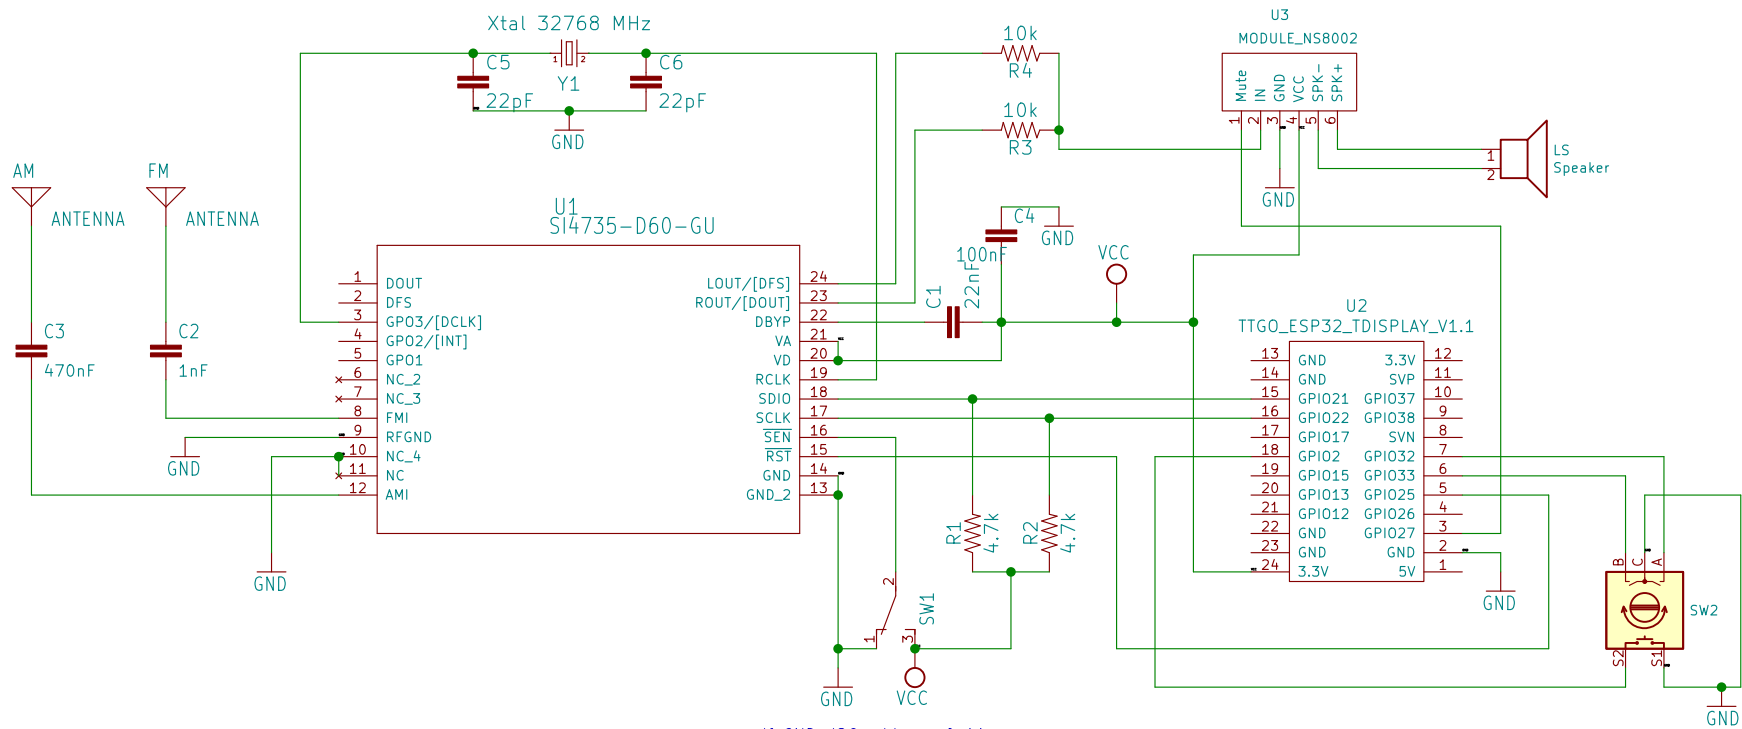 Xtal 32768 MHz
C5
22pF
1
2
Y1
C6
22pF
GND
10k
R4
10k
R3
U3
MODULE_NS8002
Mute
IN
GND
VCC
SPK-
SPK+
1
2
3
4
5
6
GND
1
2
LS
Speaker
AM
ANTENNA
FM
ANTENNA
C3
470nF
C2
1nF
U1
SI4735-D60-GU
1 DOUT
2 DFS
3 GPO3/[DCLK]
4 GPO2/[INT]
5 GPO1
6 NC_2
7 NC_3
8 FMI
9 RFGND
10 NC_4
11 NC
12 AMI
LOUT/[DFS] 24
ROUT/[DOUT] 23
DBYP 22
VA 21
VD 20
RCLK 19
SDIO 18
SCLK 17
SEN 16
RST 15
GND 14
GND_2 13
GND
GND
C4
100nF
GND
C1
22nF
VCC
R1
4.7k
R2
4.7k
SW1
2
1
3
GND
VCC
U2
TTGO_ESP32_TDISPLAY_V1.1
13 GND 3.3V 12
14 GND SVP 11
15 GPIO21 GPIO37 10
16 GPIO22 GPIO38 9
17 GPIO17 SVN 8
18 GPIO2 GPIO32 7
19 GPIO15 GPIO33 6
20 GPIO13 GPIO25 5
21 GPIO12 GPIO26 4
22 GND GPIO27 3
23 GND GND 2
24 3.3V 5V 1
GND
B
C
A
SW2
S2
S1
GND